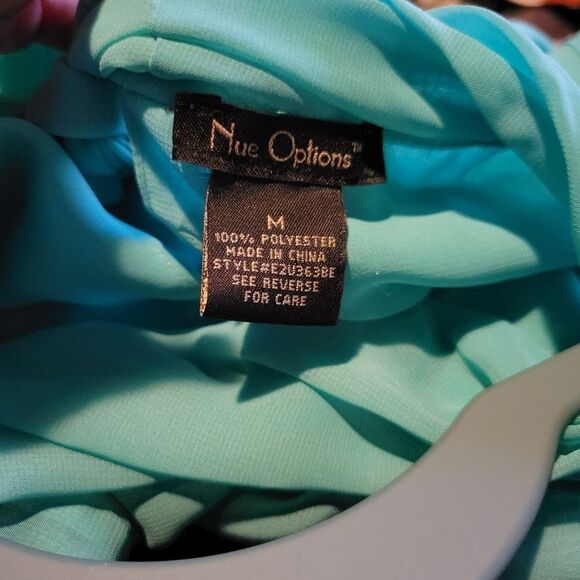 Nue Options™
M
100% POLYESTER
MADE IN CHINA
STYLE#E2U363BE
SEE REVERSE
FOR CARE